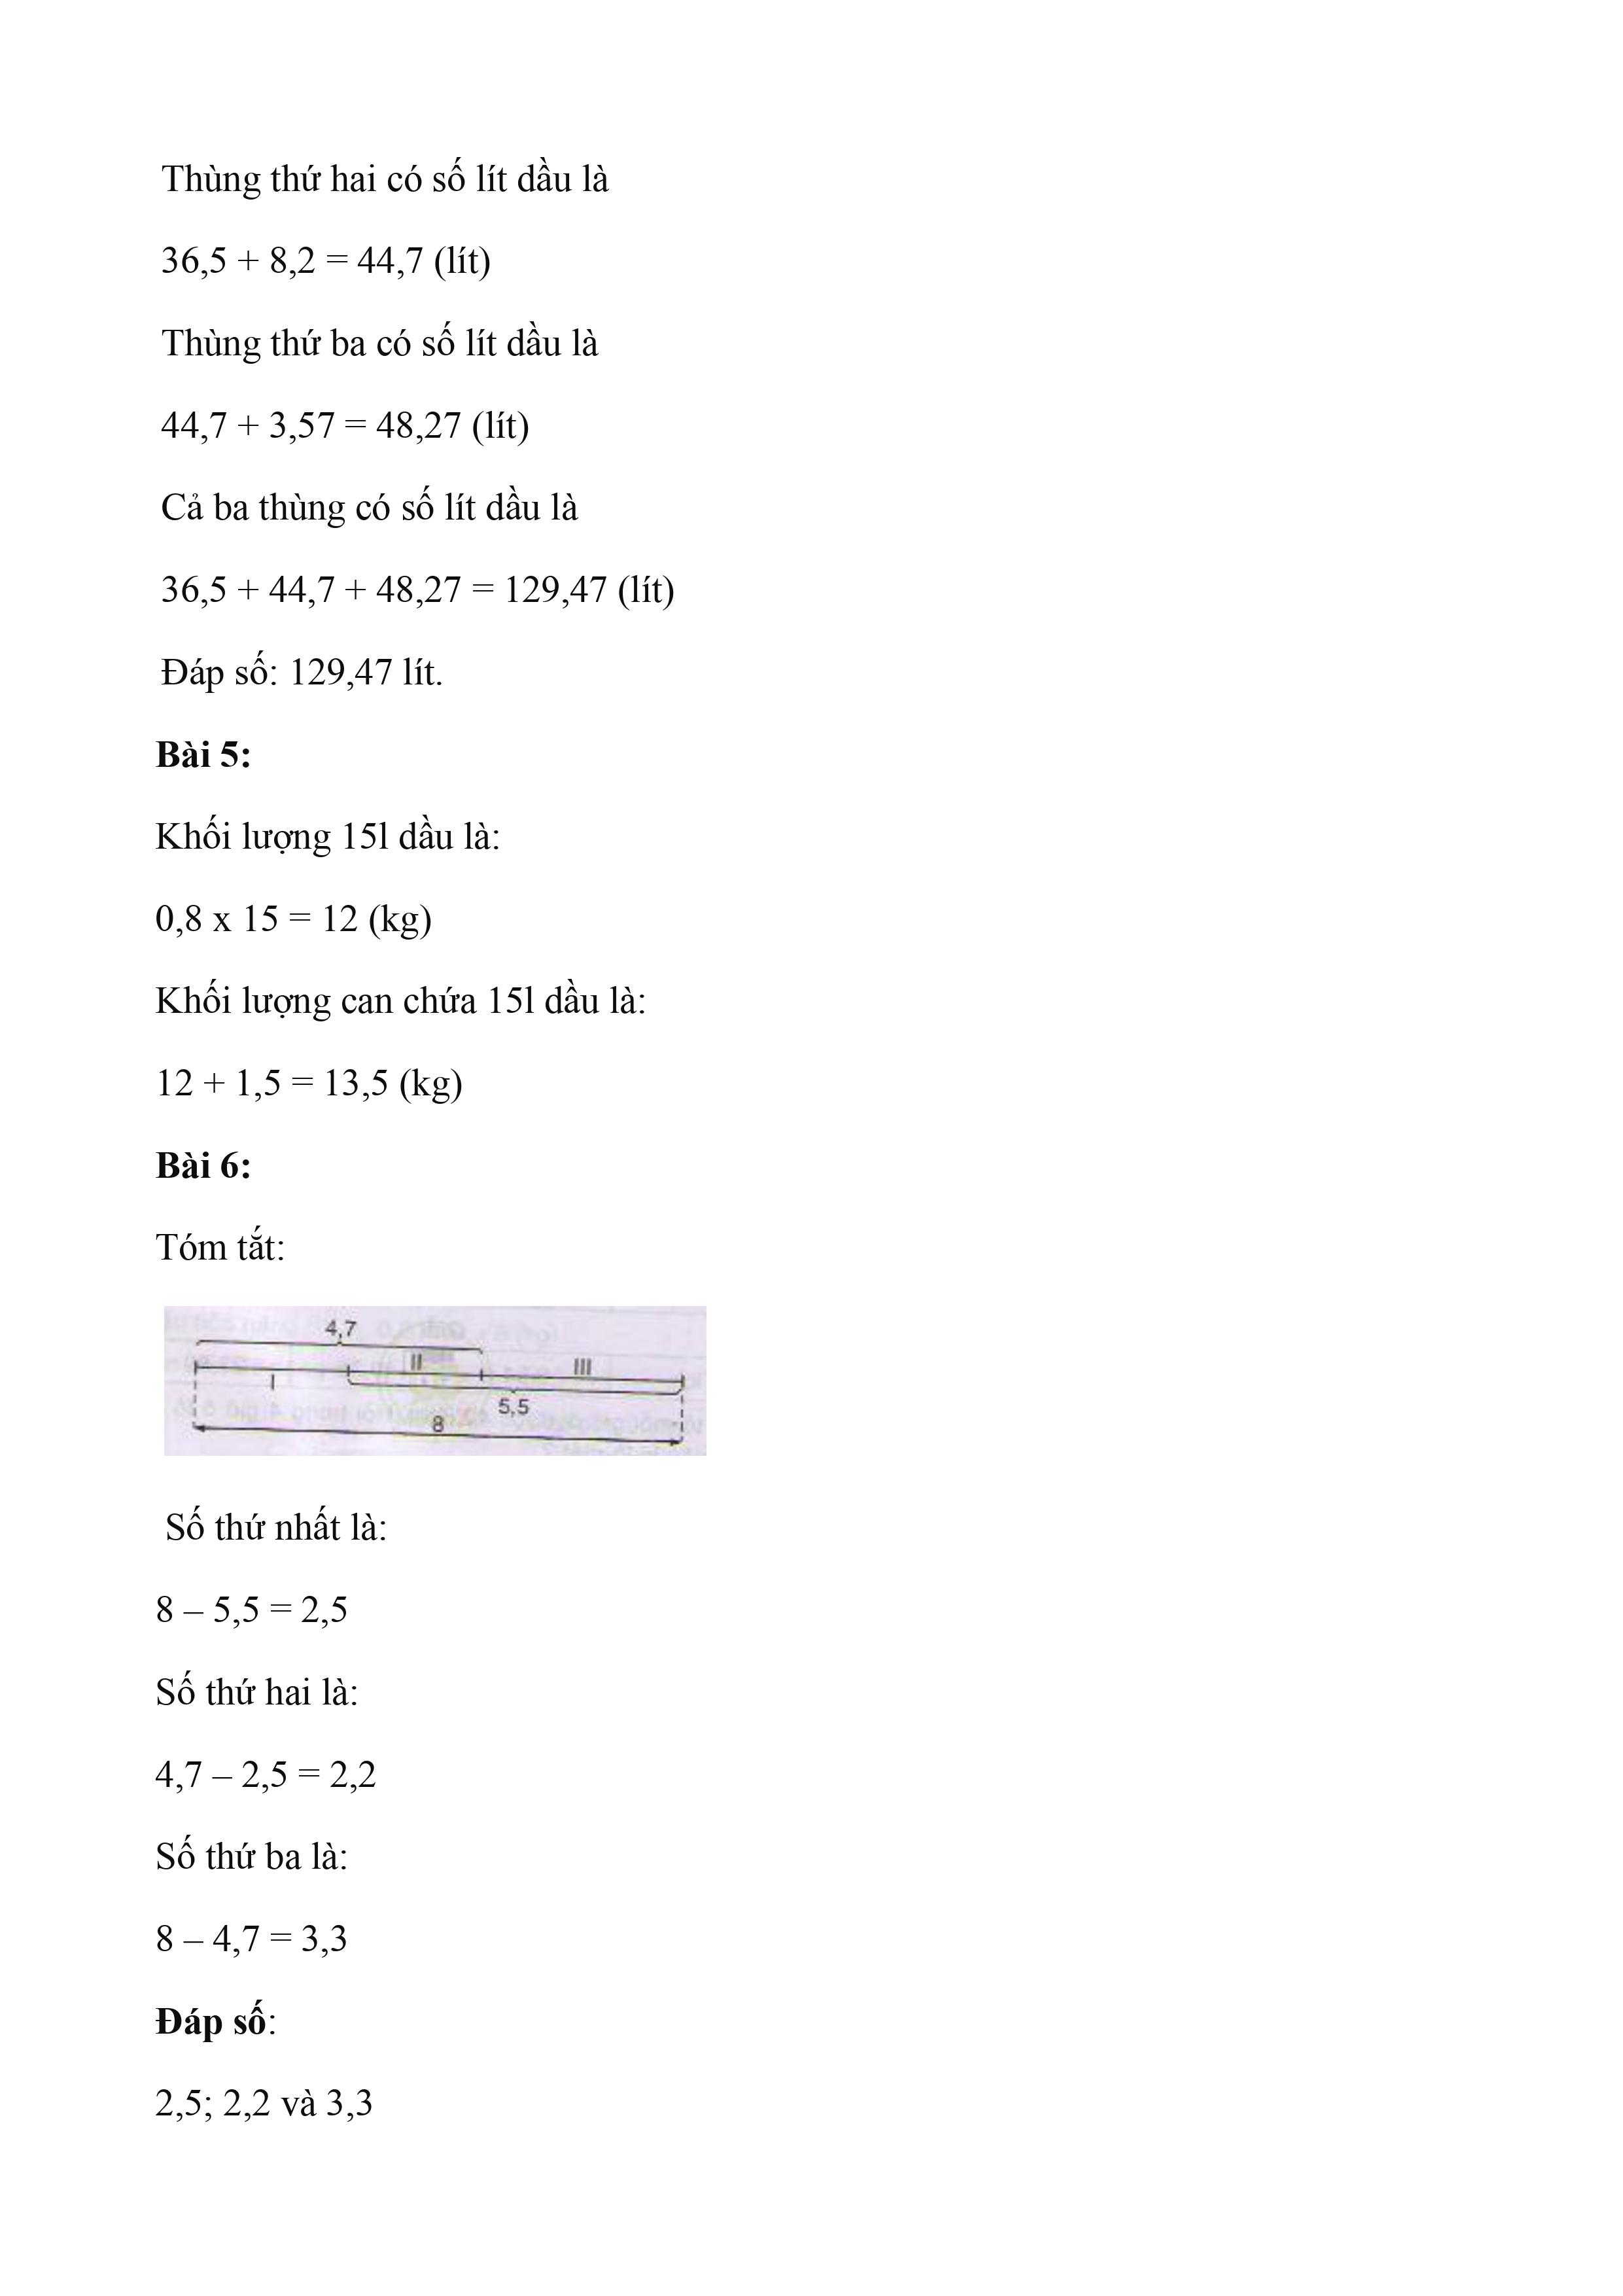 Thùng thứ hai có số lít dầu là
36,5 + 8,2 = 44,7 (lít)
Thùng thứ ba có số lít dầu là
44,7 + 3,57 = 48,27 (lít)
Cả ba thùng có số lít dầu là
36,5 + 44,7 + 48,27 = 129,47 (lít)
Đáp số: 129,47 lít.
Bài 5:
Khối lượng 15l dầu là:
0,8 x 15 = 12 (kg)
Khối lượng can chứa 15l dầu là:
12 + 1,5 = 13,5 (kg)
Bài 6:
Tóm tắt:
4,7
II III
I
5,5
8
Số thứ nhất là:
8 – 5,5 = 2,5
Số thứ hai là:
4,7 – 2,5 = 2,2
Số thứ ba là:
8 – 4,7 = 3,3
Đáp số:
2,5; 2,2 và 3,3